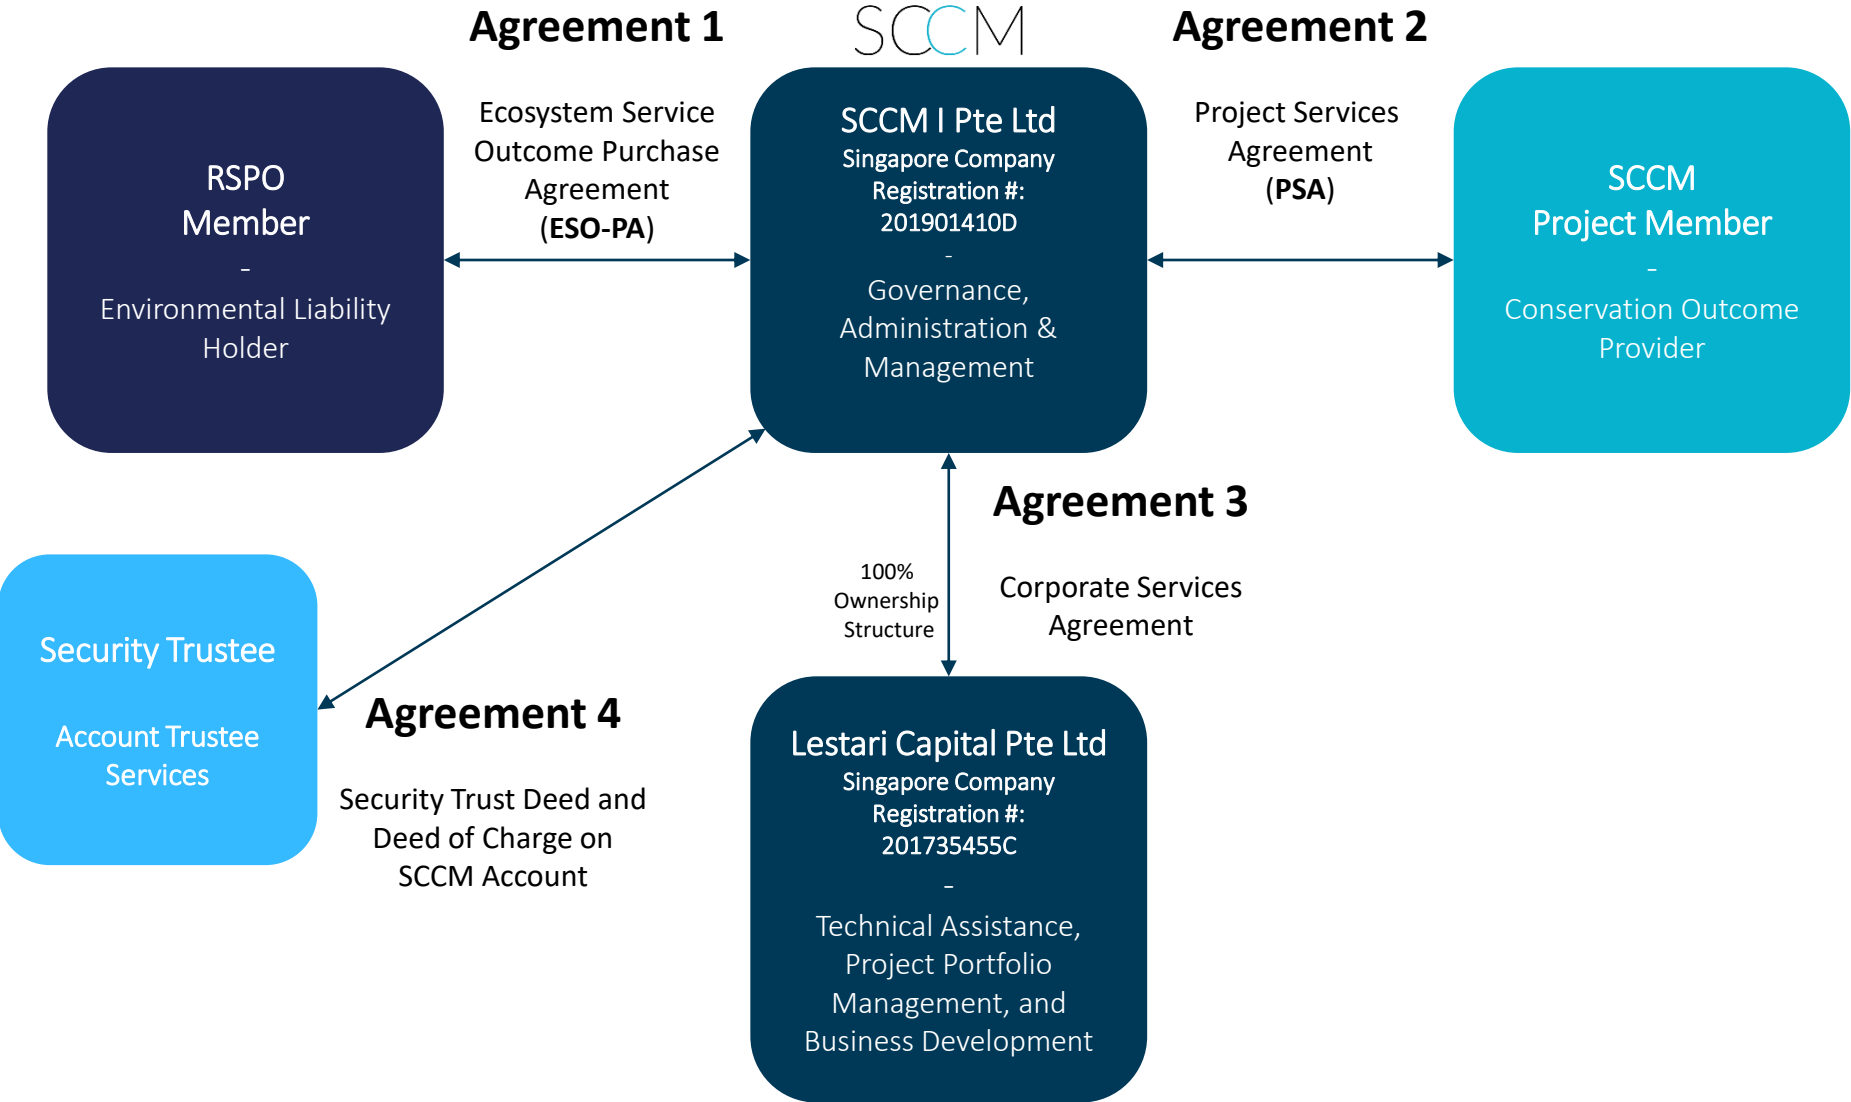 Agreement 1
SCCM
Agreement 2
RSPO
Member
-
Environmental Liability
Holder
Ecosystem Service
Outcome Purchase
Agreement
(ESO-PA)
SCCM I Pte Ltd
Singapore Company
Registration #:
201901410D
-
Governance,
Administration &
Management
Project Services
Agreement
(PSA)
SCCM
Project Member
-
Conservation Outcome
Provider
Agreement 3
100%
Ownership
Structure
Corporate Services
Agreement
Security Trustee
Account Trustee
Services
Agreement 4
Security Trust Deed and
Deed of Charge on
SCCM Account
Lestari Capital Pte Ltd
Singapore Company
Registration #:
201735455C
-
Technical Assistance,
Project Portfolio
Management, and
Business Development